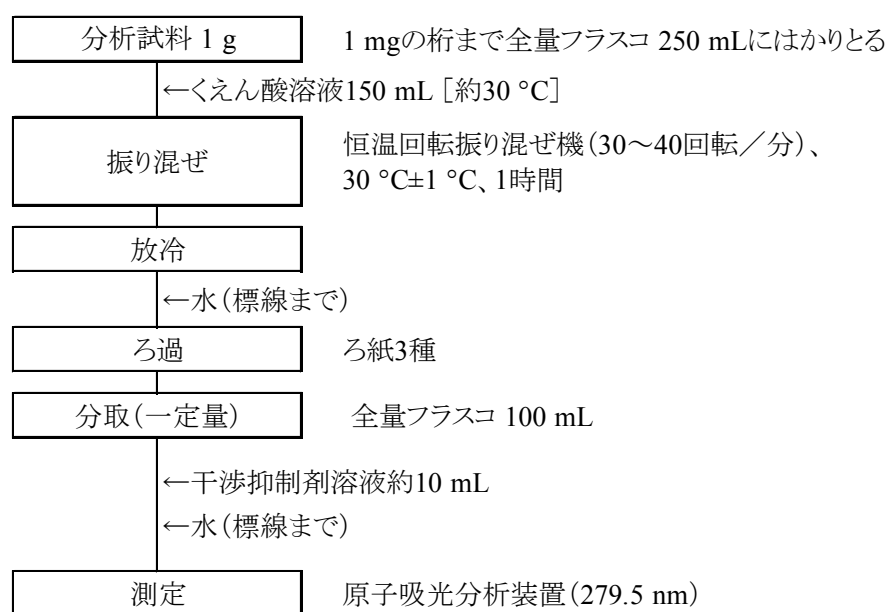 分析試料 1 g
1 mgの桁まで全量フラスコ 250 mLにはかりとる
←くえん酸溶液150 mL [約30 °C]
振り混ぜ
恒温回転振り混ぜ機(30~40回転/分)、
30 °C±1 °C、1時間
放冷
←水(標線まで)
ろ過
ろ紙3種
分取(一定量)
全量フラスコ 100 mL
←干渉抑制剤溶液約10 mL
←水(標線まで)
測定
原子吸光分析装置(279.5 nm)